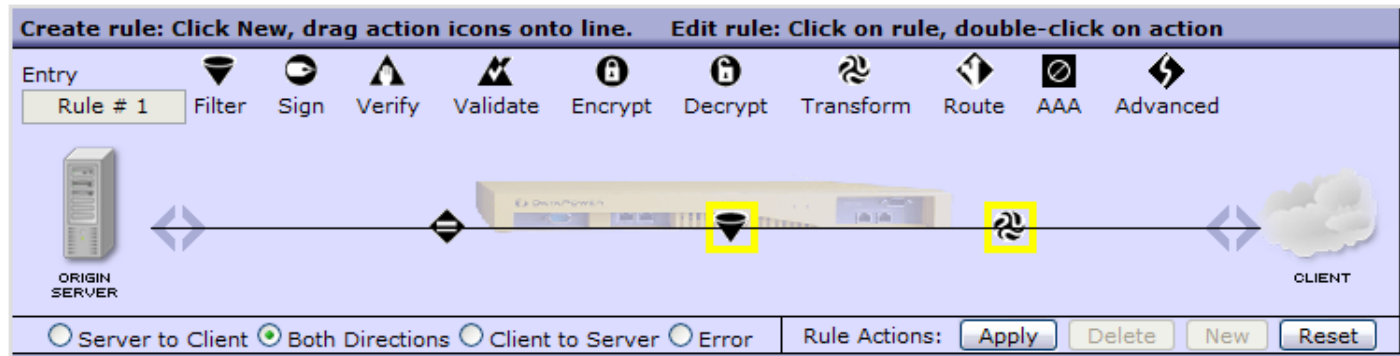 Create rule: Click New, drag action icons onto line. Edit rule: Click on rule, double-click on action
Entry
Rule # 1 Filter Sign Verify Validate Encrypt Decrypt Transform Route AAA Advanced
DataPower
ORIGIN
SERVER
CLIENT
Server to Client Both Directions Client to Server Error Rule Actions: Apply Delete New Reset